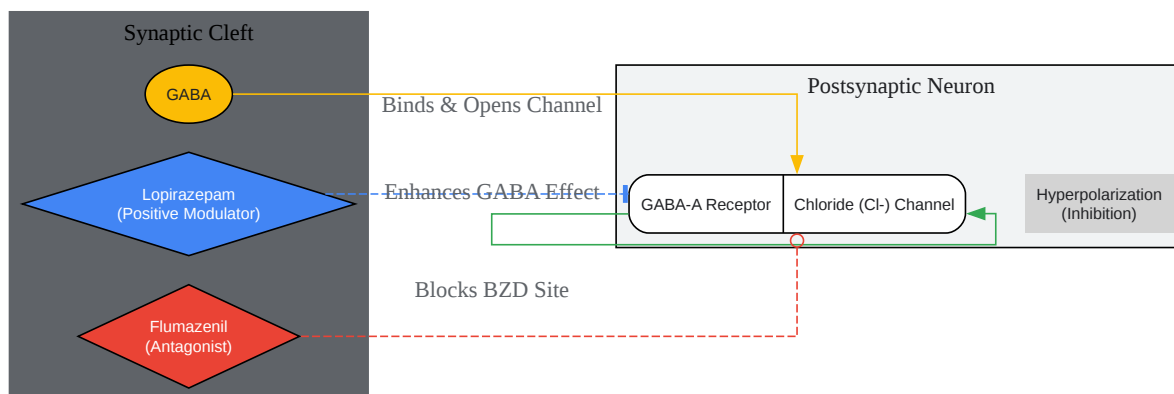 Synaptic Cleft
GABA
Lopirazepam
(Positive Modulator)
Flumazenil
(Antagonist)
Binds & Opens Channel
Enhances GABA Effect
Blocks BZD Site
Postsynaptic Neuron
GABA-A Receptor
Chloride (Cl-) Channel
Hyperpolarization
(Inhibition)